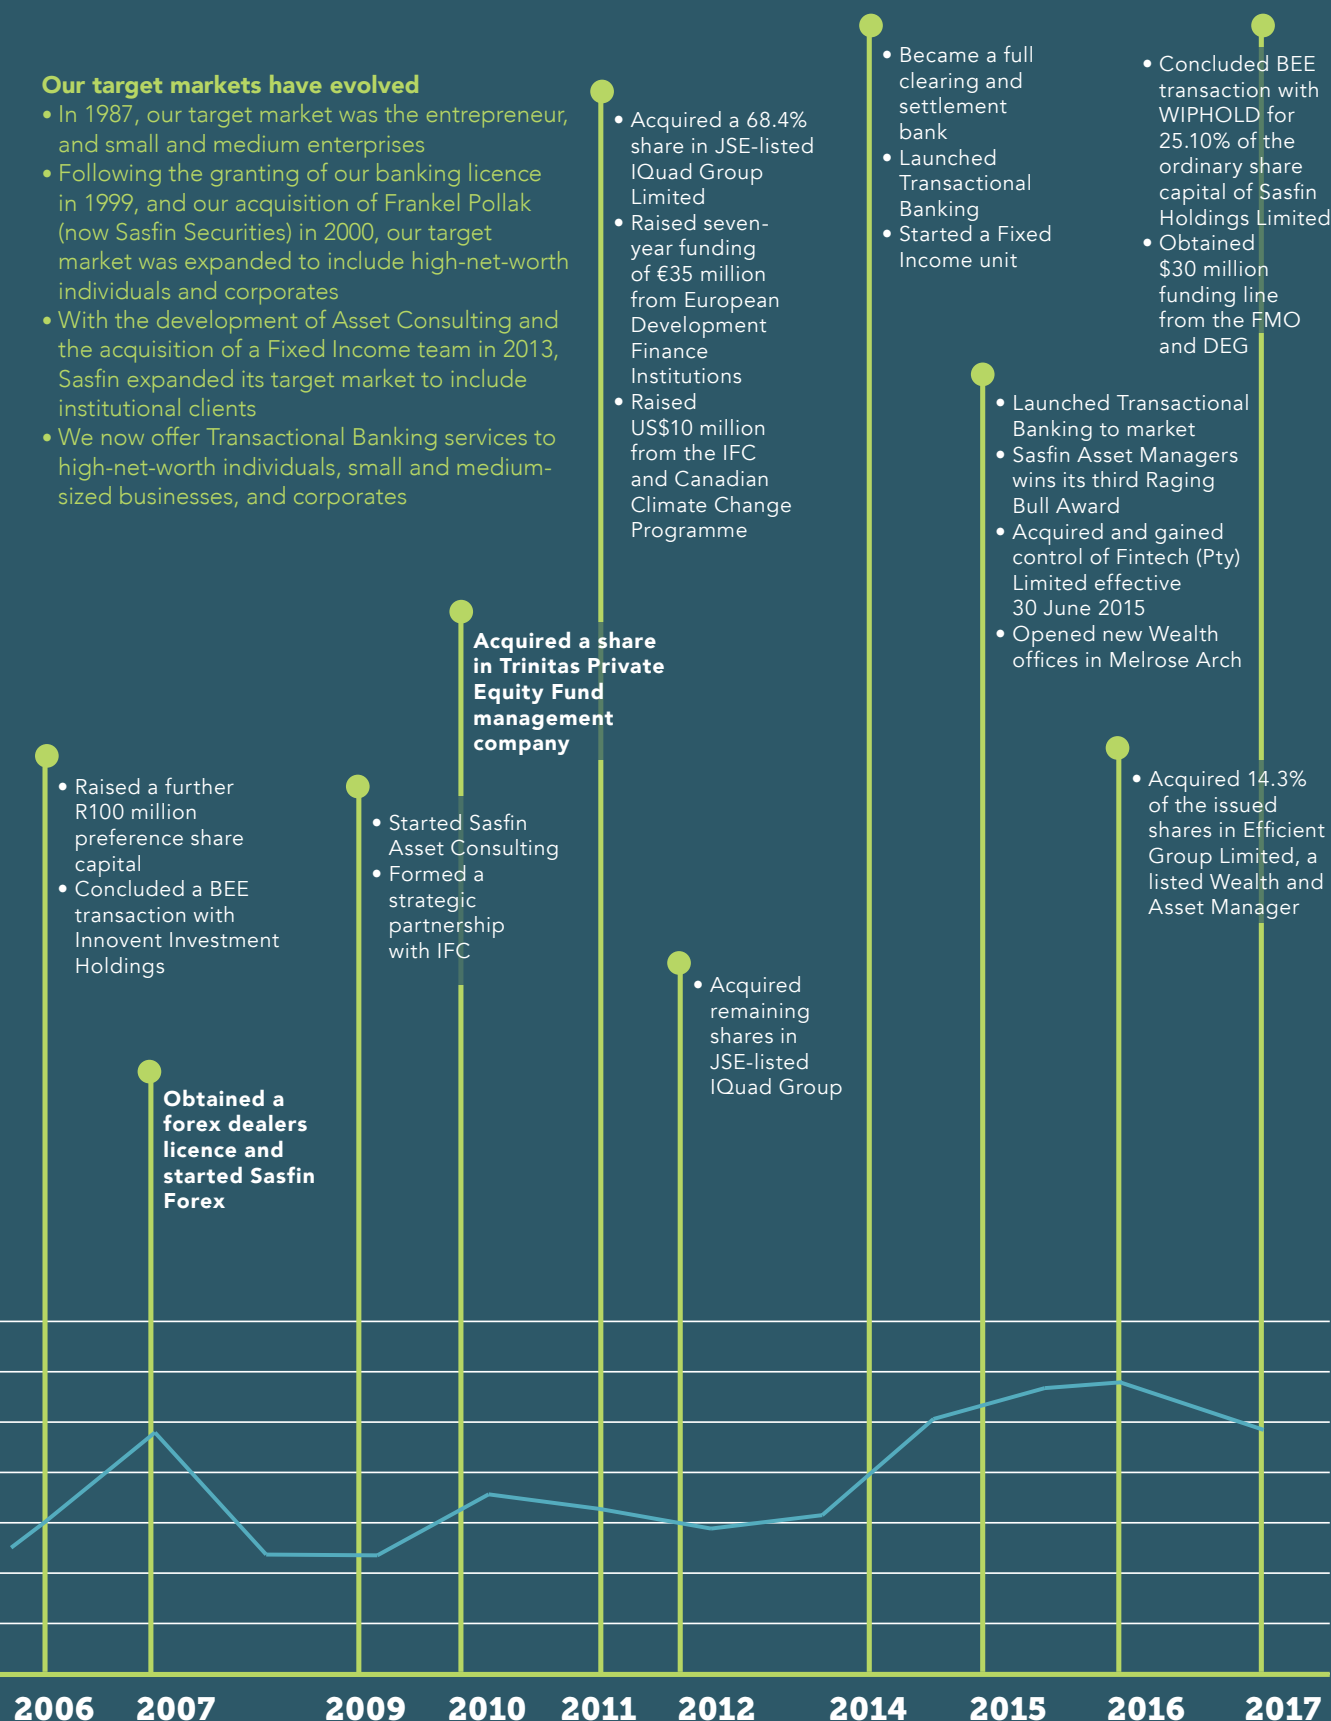 Our target markets have evolved
• In 1987, our target market was the entrepreneur,
and small and medium enterprises
• Following the granting of our banking licence
in 1999, and our acquisition of Frankel Pollak
(now Sasfin Securities) in 2000, our target
market was expanded to include high-net-worth
individuals and corporates
• With the development of Asset Consulting and
the acquisition of a Fixed Income team in 2013,
Sasfin expanded its target market to include
institutional clients
• We now offer Transactional Banking services to
high-net-worth individuals, small and medium-
sized businesses, and corporates
• Raised a further
R100 million
preference share
capital
• Concluded a BEE
transaction with
Innovent Investment
Holdings
Obtained a
forex dealers
licence and
started Sasfin
Forex
• Started Sasfin
Asset Consulting
• Formed a
strategic
partnership
with IFC
Acquired a share
in Trinitas Private
Equity Fund
management
company
• Acquired a 68.4%
share in JSE-listed
IQuad Group
Limited
• Raised seven-
year funding
of €35 million
from European
Development
Finance
Institutions
• Raised
US$10 million
from the IFC
and Canadian
Climate Change
Programme
• Acquired
remaining
shares in
JSE-listed
IQuad Group
• Became a full
clearing and
settlement
bank
• Launched
Transactional
Banking
• Started a Fixed
Income unit
• Launched Transactional
Banking to market
• Sasfin Asset Managers
wins its third Raging
Bull Award
• Acquired and gained
control of Fintech (Pty)
Limited effective
30 June 2015
• Opened new Wealth
offices in Melrose Arch
• Acquired 14.3%
of the issued
shares in Efficient
Group Limited, a
listed Wealth and
Asset Manager
• Concluded BEE
transaction with
WIPHOLD for
25.10% of the
ordinary share
capital of Sasfin
Holdings Limited
• Obtained
$30 million
funding line
from the FMO
and DEG
2006 2007 2009 2010 2011 2012 2014 2015 2016 2017